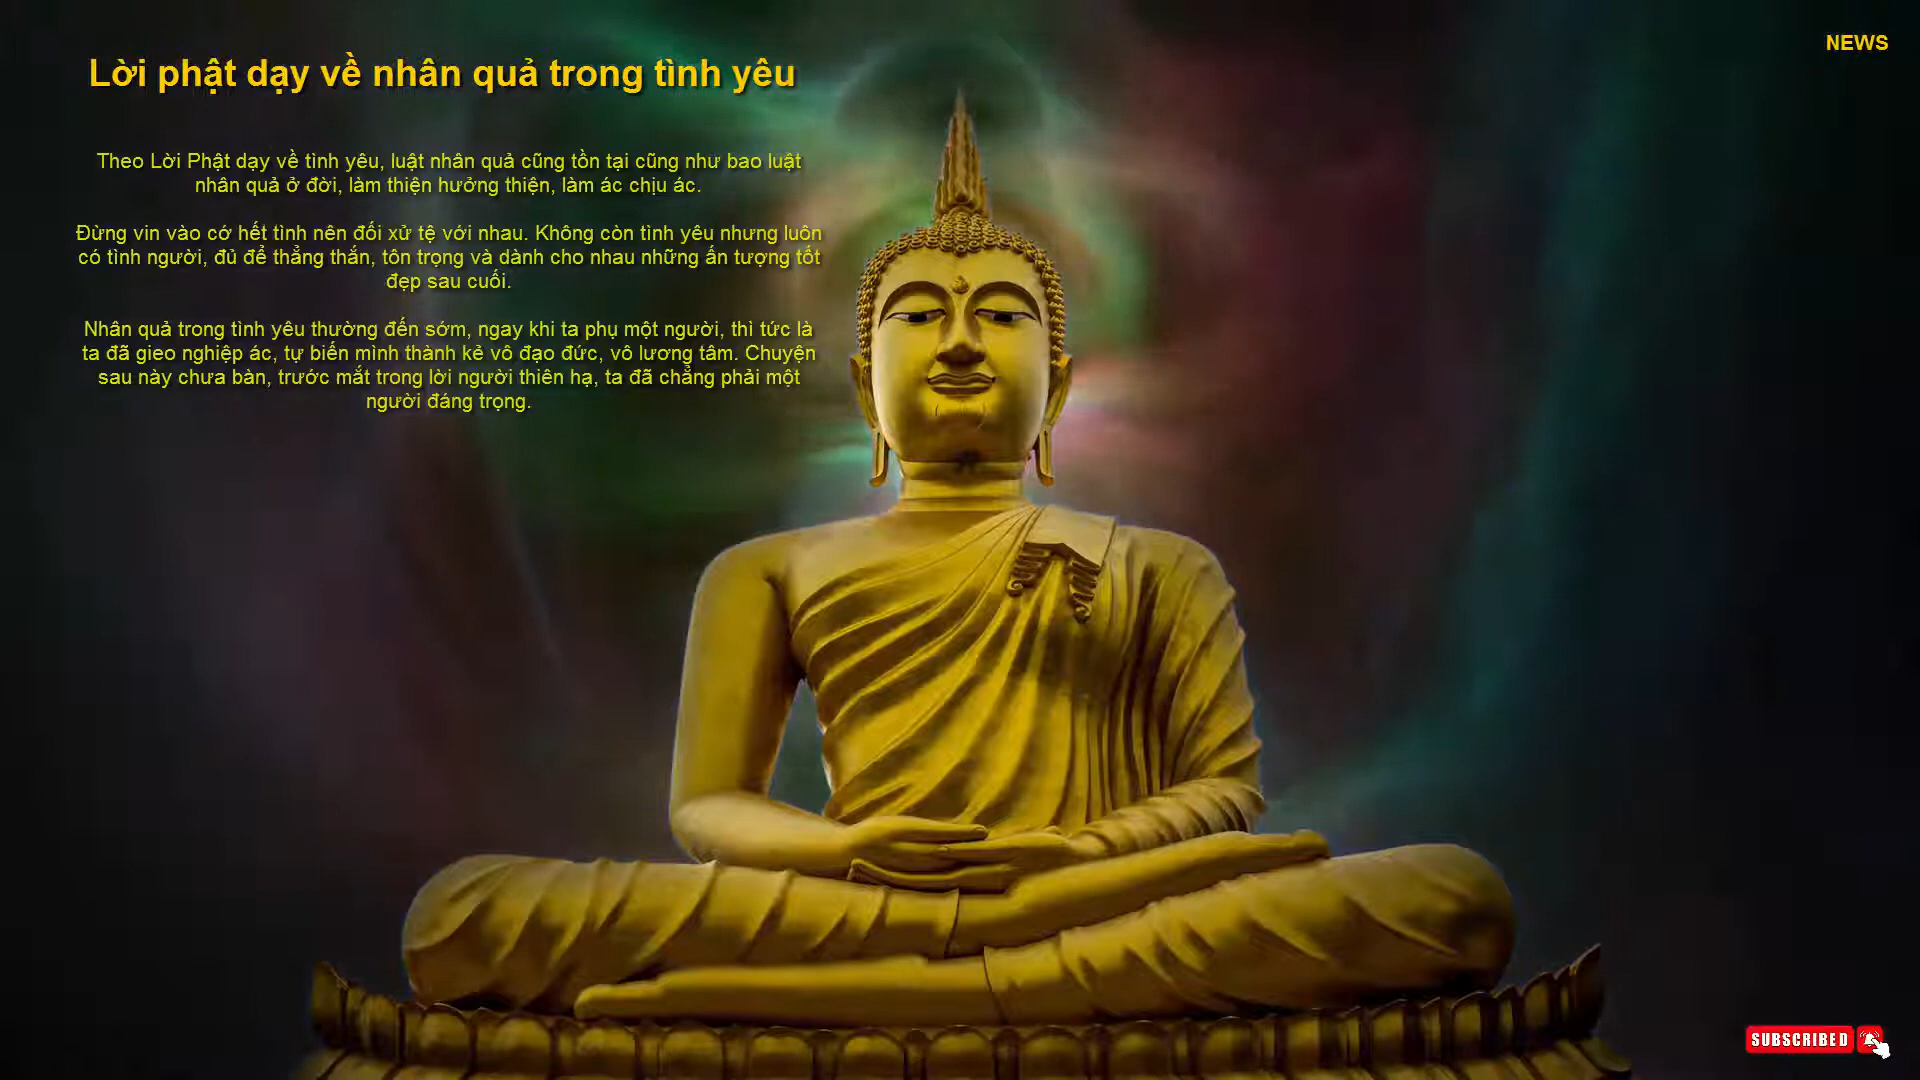 NEWS
Lời phật dạy về nhân quả trong tình yêu
Theo Lời Phật dạy về tình yêu, luật nhân quả cũng tồn tại cũng như bao luật
nhân quả ở đời, làm thiện hưởng thiện, làm ác chịu ác.
Đừng vin vào cớ hết tình nên đối xử tệ với nhau. Không còn tình yêu nhưng luôn
có tình người, đủ để thẳng thắn, tôn trọng và dành cho nhau những ấn tượng tốt
đẹp sau cuối.
Nhân quả trong tình yêu thường đến sớm, ngay khi ta phụ một người, thì tức là
ta đã gieo nghiệp ác, tự biến mình thành kẻ vô đạo đức, vô lương tâm. Chuyện
sau này chưa bàn, trước mắt trong lời người thiên hạ, ta đã chẳng phải một
người đáng trọng.
SUBSCRIBED